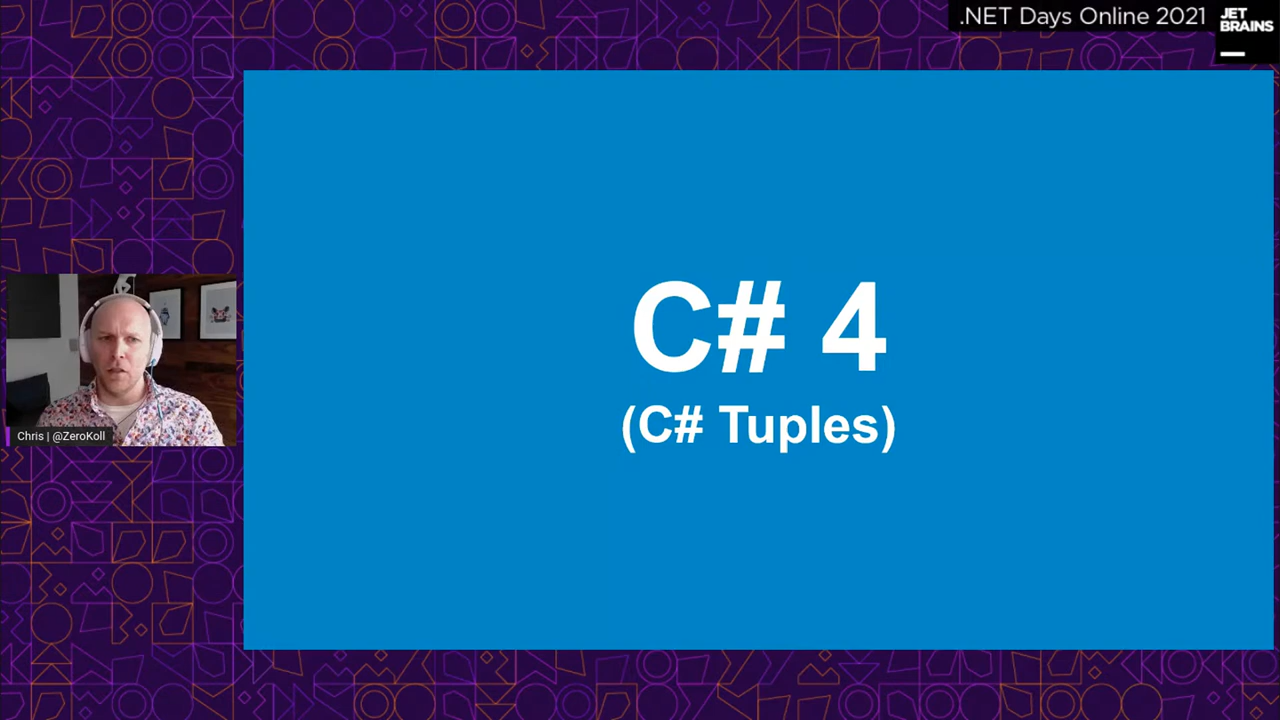 .NET Days Online 2021
JET
BRAINS
C# 4
(C# Tuples)
Chris | @ZeroKoll